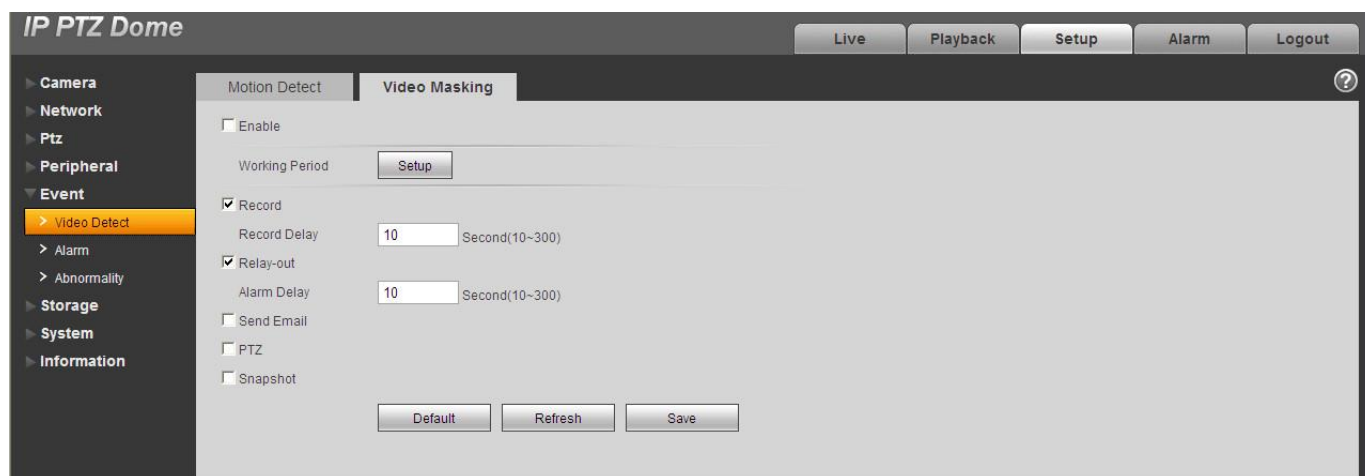 IP PTZ Dome
Live
Playback
Setup
Alarm
Logout
Camera
Network
Ptz
Peripheral
Event
> Video Detect
> Alarm
> Abnormality
Storage
System
Information
Motion Detect
Video Masking
?
Enable
Working Period
Setup
Record
Record Delay
10
Second(10~300)
Relay-out
Alarm Delay
10
Second(10~300)
Send Email
PTZ
Snapshot
Default
Refresh
Save